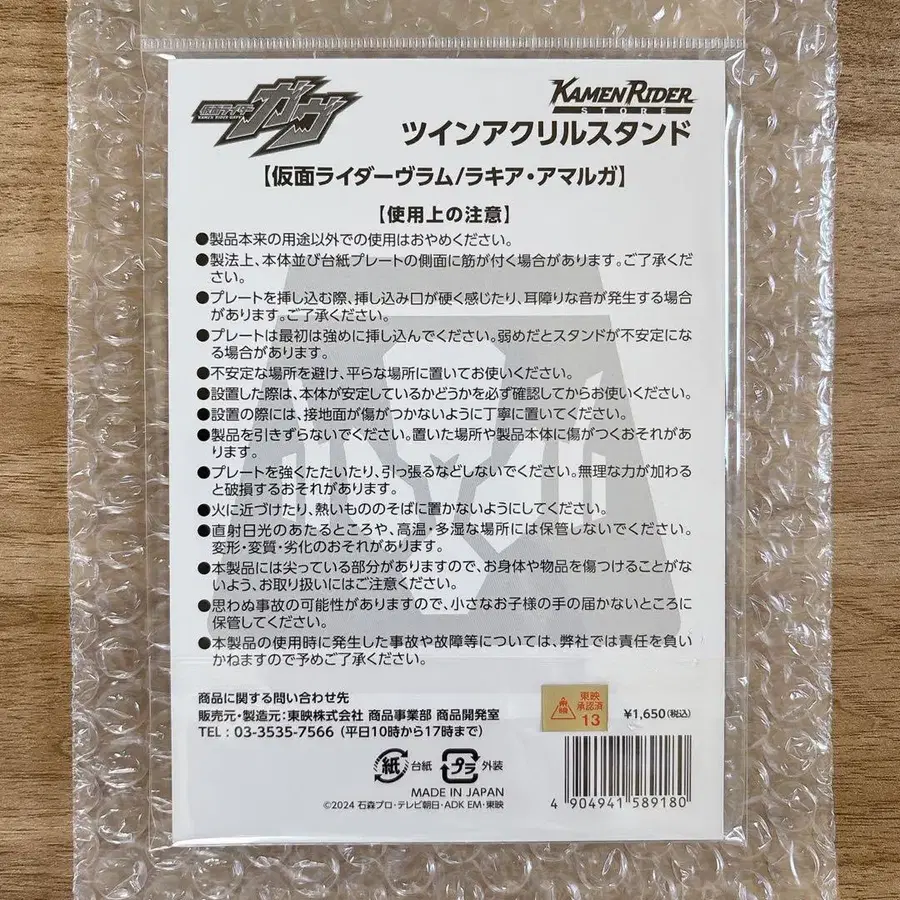 仮面ライダー
KAMEN RIDER GAVV
ガヴ
KAMEN RIDER
STORE
ツインアクリルスタンド
【仮面ライダーヴラム/ラキア・アマルガ】
【使用上の注意】
●製品本来の用途以外での使用はおやめください。
●製法上、本体並び台紙プレートの側面に筋が付く場合があります。ご了承くだ
さい。
●プレートを挿し込む際、挿し込み口が硬く感じたり、耳障りな音が発生する場合
があります。ご了承ください。
●プレートは最初は強めに挿し込んでください。弱めだとスタンドが不安定にな
る場合があります。
●不安定な場所を避け、平らな場所に置いてお使いください。
●設置した際は、本体が安定しているかどうかを必ず確認してからお使いください。
●設置の際には、接地面が傷がつかないように丁寧に置いてください。
●製品を引きずらないでください。置いた場所や製品本体に傷がつくおそれがあ
ります。
●プレートを強くたたいたり、引っ張るなどしないでください。無理な力が加わる
と破損するおそれがあります。
●火に近づけたり、熱いもののそばに置かないようにしてください。
●直射日光のあたるところや、高温・多湿な場所には保管しないでください。
変形・変質・劣化のおそれがあります。
●本製品には尖っている部分がありますので、お身体や物品を傷つけることがな
いよう、お取り扱いにはご注意ください。
●思わぬ事故の可能性がありますので、小さなお子様の手の届かないところに
保管してください。
●本製品の使用時に発生した事故や故障等については、弊社では責任を負い
かねますので予めご了承ください。
商品に関する問い合わせ先
販売元・製造元:東映株式会社 商品事業部 商品開発室
TEL : 03-3535-7566 (平日10時から17時まで)
東映
承認済
13
¥1,650(税込)
紙 台紙 プラ 外装
MADE IN JAPAN
©2024 石森プロ・テレビ朝日・ADK EM・東映
4 904941 589180